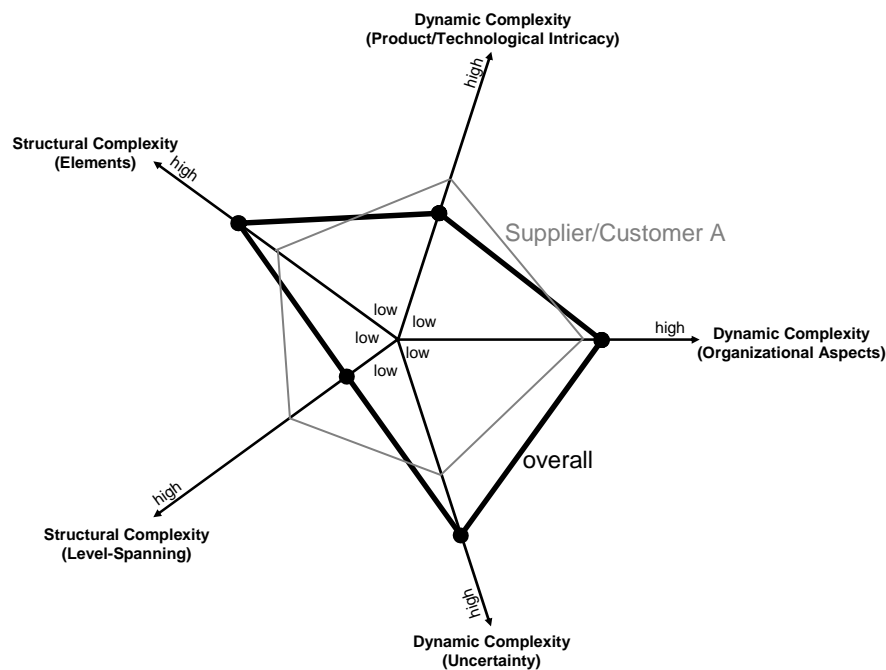 Dynamic Complexity
(Product/Technological Intricacy)
high
Structural Complexity
(Elements)
high
Supplier/Customer A
low
low
low
low
low
high
Dynamic Complexity
(Organizational Aspects)
overall
high
Structural Complexity
(Level-Spanning)
high
Dynamic Complexity
(Uncertainty)